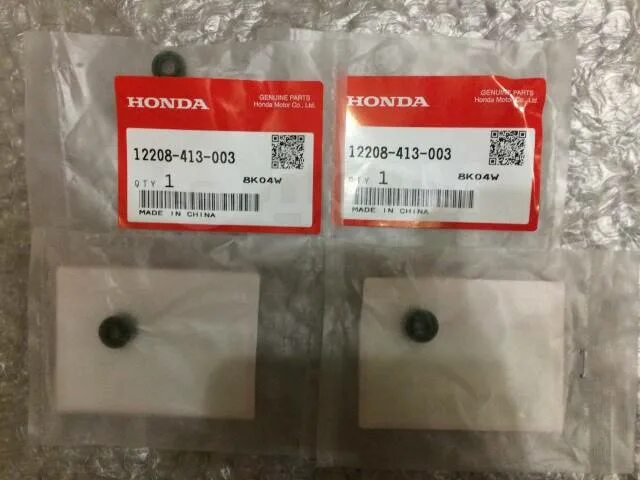 HONDA
GENUINE PARTS
Honda Motor Co., Ltd.
12208-413-003
QTY 1
8K04W
MADE IN CHINA
HONDA
GENUINE PARTS
Honda Motor Co., Ltd.
12208-413-003
QTY 1
8K04W
MADE IN CHINA